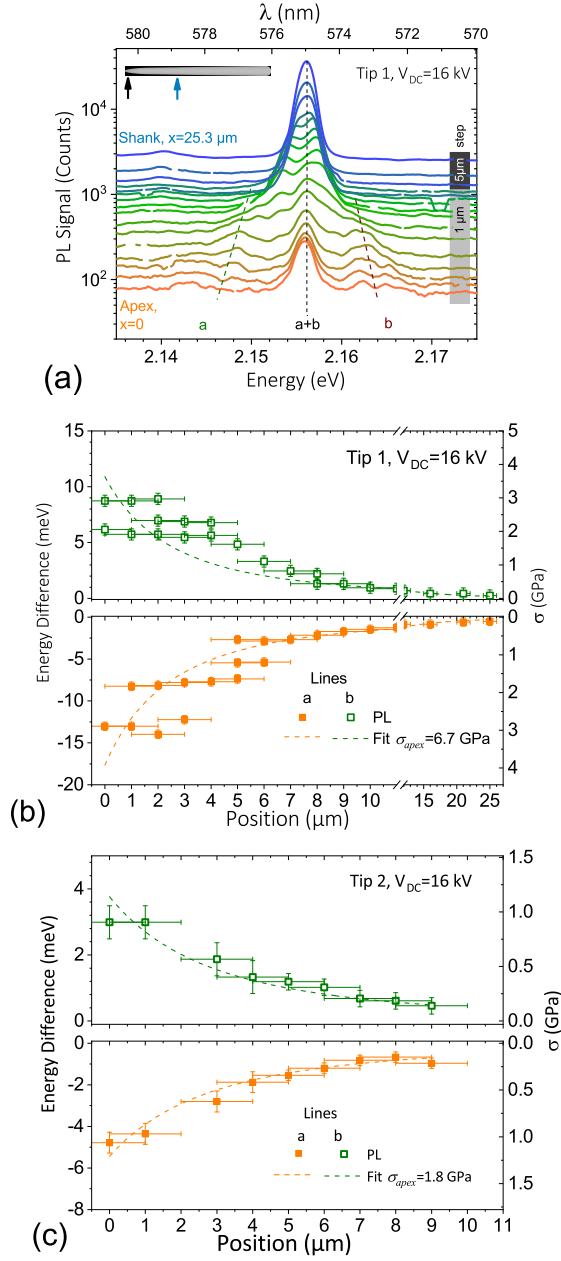 λ (nm)
580 578 576 574 572 570
Tip 1, V_DC=16 kV
Shank, x=25.3 µm
step
5µm
1 µm
Apex,
x=0
a
a+b
b
PL Signal (Counts)
10^4
10^3
10^2
2.14 2.15 2.16 2.17
Energy (eV)
(a)
Tip 1, V_DC=16 kV
Energy Difference (meV)
15
10
5
0
5
4
3
2
1
0
σ (GPa)
Energy Difference (meV)
-5
-10
-15
-20
0
1
2
3
4
Lines
a b
PL
Fit σ_apex=6.7 GPa
0 1 2 3 4 5 6 7 8 9 10 15 20 25
Position (µm)
(b)
Tip 2, V_DC=16 kV
Energy Difference (meV)
4
2
0
1.5
1.0
0.5
0.0
σ (GPa)
0
-2
-4
-6
-8
0.0
0.5
1.0
1.5
Lines
a b
PL
Fit σ_apex=1.8 GPa
0 1 2 3 4 5 6 7 8 9 10 11
Position (µm)
(c)